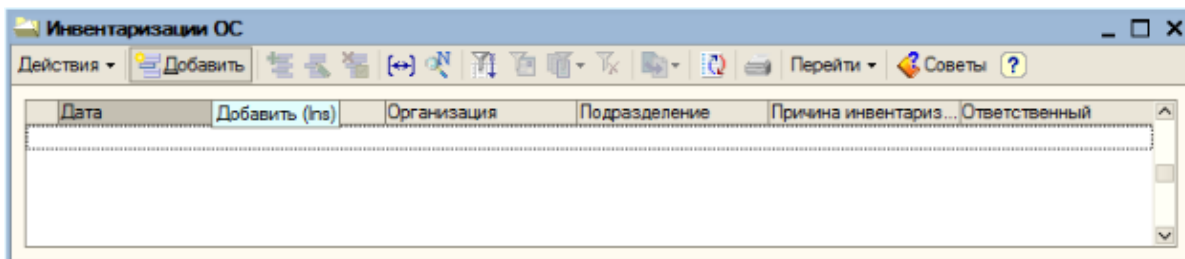 Инвентаризации ОС
Действия Добавить Перейти Советы ?
Дата Добавить (Ins) Организация Подразделение Причина инвентариз... Ответственный